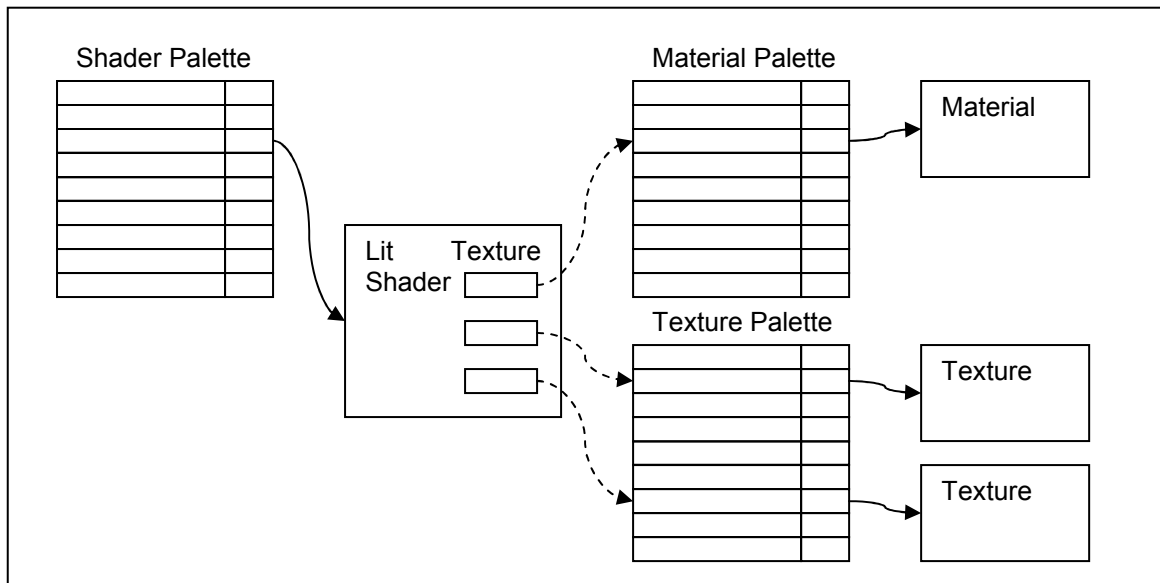 Shader Palette
Material Palette
Material
Lit Texture
Shader
Texture Palette
Texture
Texture